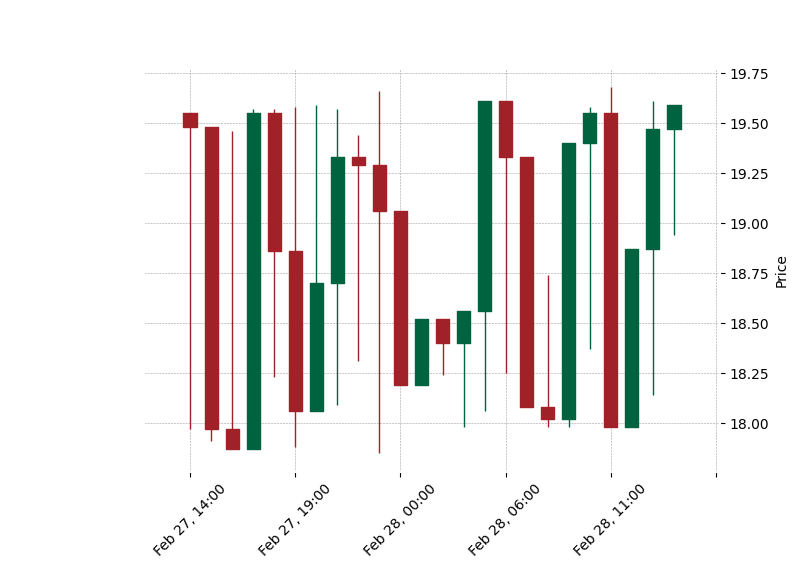 19.75
19.50
19.25
19.00
18.75
18.50
18.25
18.00
Price
Feb 27, 14:00
Feb 27, 19:00
Feb 28, 00:00
Feb 28, 06:00
Feb 28, 11:00